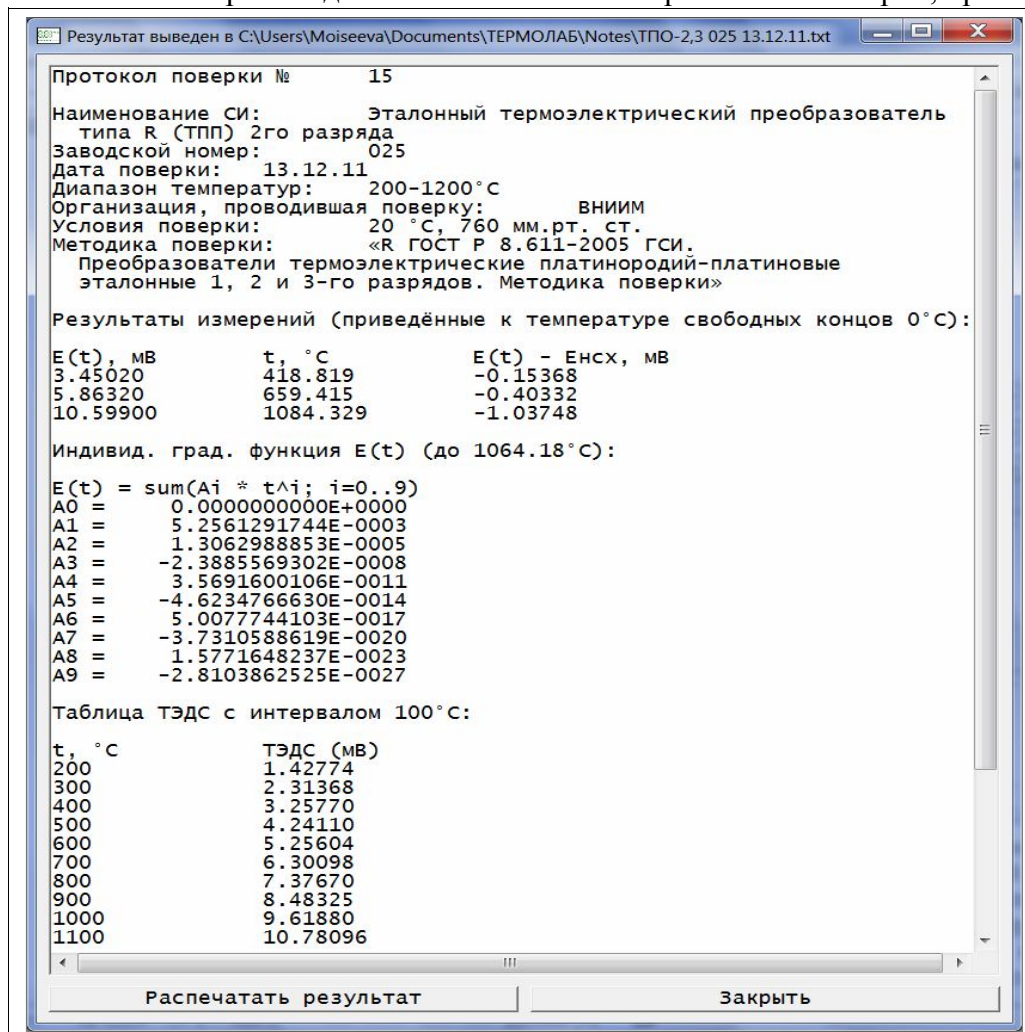 Результат выведен в C:\Users\Moiseeva\Documents\ТЕРМОЛАБ\Notes\ТПО-2,3 025 13.12.11.txt
Протокол поверки № 15
Наименование СИ: Эталонный термоэлектрический преобразователь
типа R (ТПП) 2го разряда
Заводской номер: 025
Дата поверки: 13.12.11
Диапазон температур: 200-1200°C
Организация, проводившая поверку: ВНИИМ
Условия поверки: 20 °C, 760 мм.рт. ст.
Методика поверки: «R ГОСТ Р 8.611-2005 ГСИ.
Преобразователи термоэлектрические платинородий-платиновые
эталонные 1, 2 и 3-го разрядов. Методика поверки»
Результаты измерений (приведённые к температуре свободных концов 0°C):
E(t), мВ t, °C E(t) - Eнсх, мВ
3.45020 418.819 -0.15368
5.86320 659.415 -0.40332
10.59900 1084.329 -1.03748
Индивид. град. функция E(t) (до 1064.18°C):
E(t) = sum(Ai * t^i; i=0..9)
A0 = 0.0000000000E+0000
A1 = 5.2561291744E-0003
A2 = 1.3062988853E-0005
A3 = -2.3885569302E-0008
A4 = 3.5691600106E-0011
A5 = -4.6234766630E-0014
A6 = 5.0077744103E-0017
A7 = -3.7310588619E-0020
A8 = 1.5771648237E-0023
A9 = -2.8103862525E-0027
Таблица ТЭДС с интервалом 100°C:
t, °C ТЭДС (мВ)
200 1.42774
300 2.31368
400 3.25770
500 4.24110
600 5.25604
700 6.30098
800 7.37670
900 8.48325
1000 9.61880
1100 10.78096
Распечатать результат Закрыть